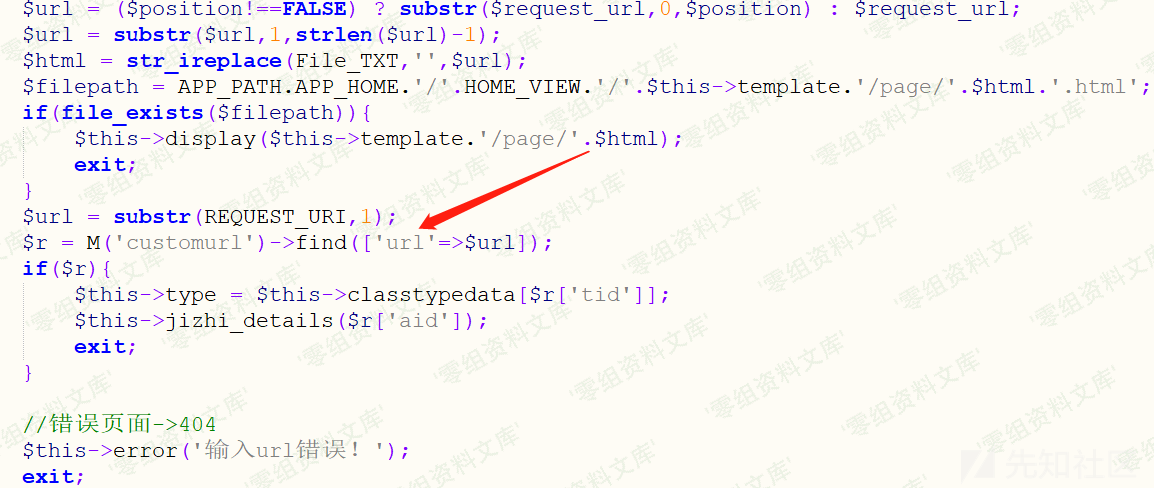 $url = ($position!==FALSE) ? substr($request_url,0,$position) : $request_url;
$url = substr($url,1,strlen($url)-1);
$html = str_ireplace(File_TXT,'',$url);
$filepath = APP_PATH.APP_HOME.'/'.HOME_VIEW.'/'.$this->template.'/page/'.$html.'.html';
if(file_exists($filepath)){
$this->display($this->template.'/page/'.$html);
exit;
}
$url = substr(REQUEST_URI,1);
$r = M('customurl')->find(['url'=>$url]);
if($r){
$this->type = $this->classtypedata[$r['tid']];
$this->jizhi_details($r['aid']);
exit;
}
//错误页面->404
$this->error('输入url错误! ');
exit;
'零组资料文库'
先知社区